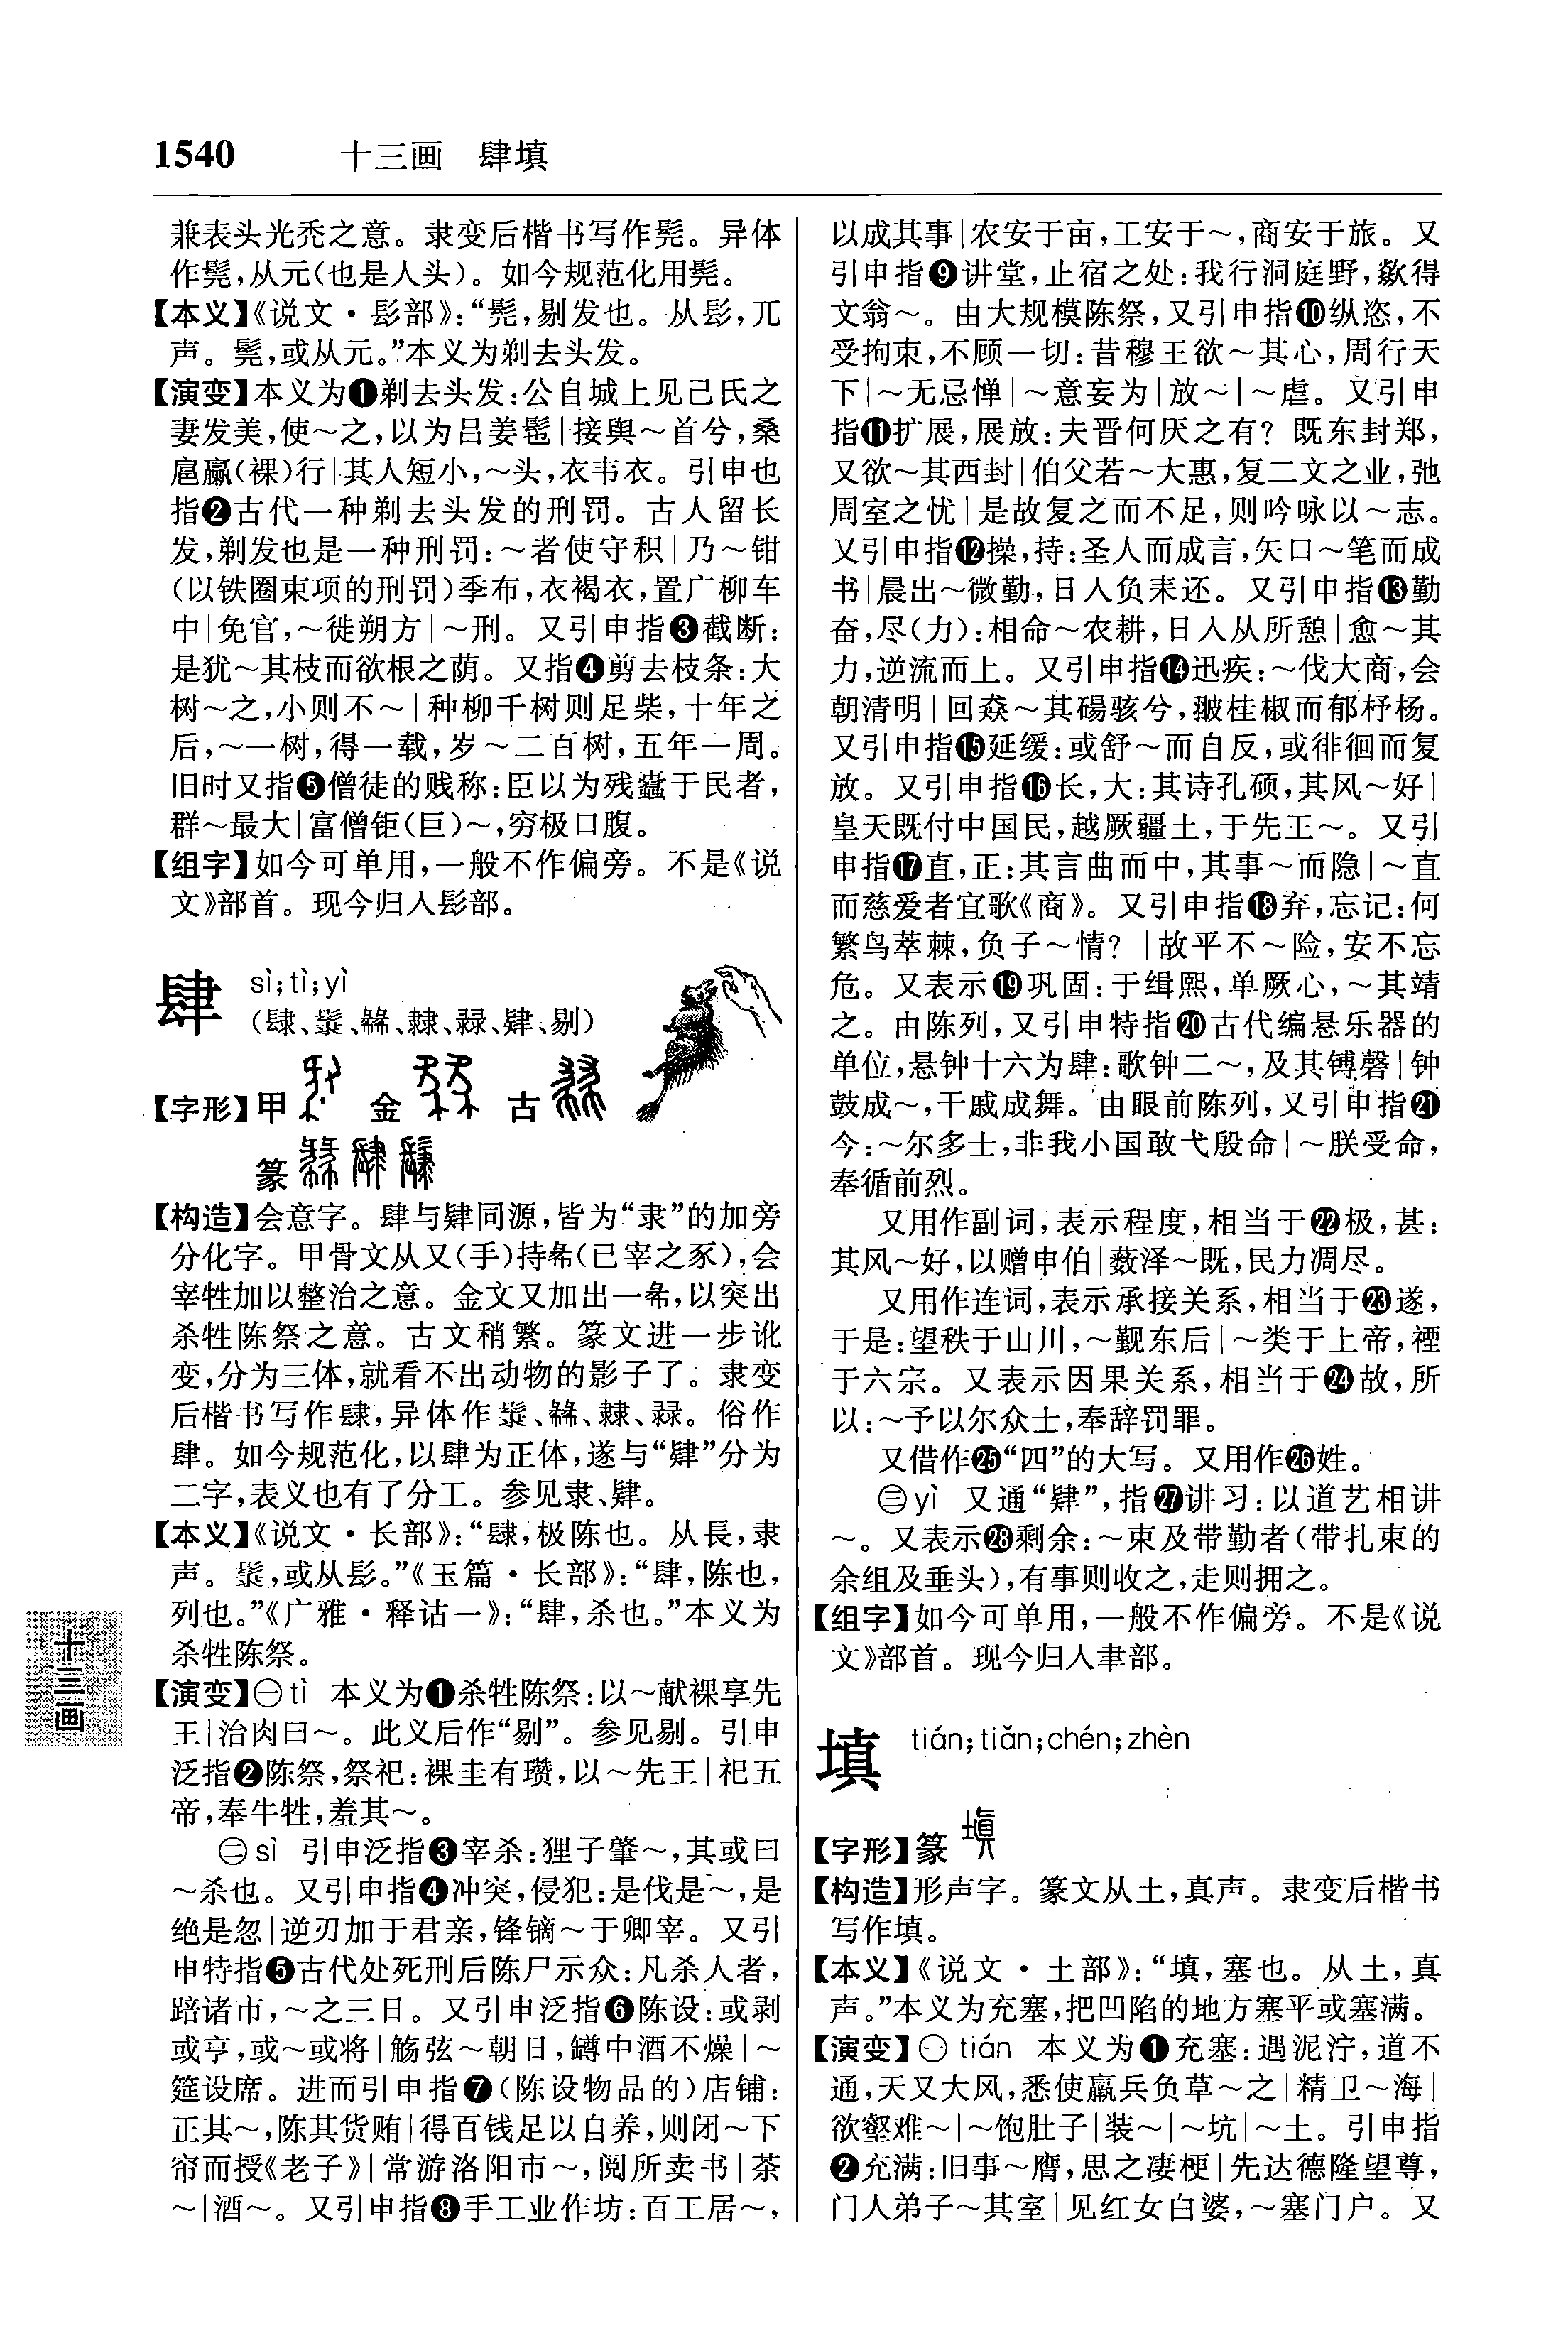 1540 十三画 肆填
兼表头光秃之意。隶变后楷书写作髡。异体
作髡,从元(也是人头)。如今规范化用髡。
【本义】《说文·髟部》:“髡,剔发也。从髟,兀
声。髡,或从元。”本义为剃去头发。
【演变】本义为❶剃去头发:公自城上见己氏之
妻发美,使~之,以为吕姜髢|接舆~首兮,桑
扈臝(裸)行|其人短小,~头,衣韦衣。引申也
指❷古代一种剃去头发的刑罚。古人留长
发,剃发也是一种刑罚:~者使守积|乃~钳
(以铁圈束项的刑罚)季布,衣褐衣,置广柳车
中|免官,~徙朔方|~刑。又引申指❸截断:
是犹~其枝而欲根之荫。又指❹剪去枝条:大
树~之,小则不~|种柳千树则足柴,十年之
后,~一树,得一载,岁~二百树,五年一周。
旧时又指❺僧徒的贱称:臣以为残蠹于民者,
群~最大|富僧钜(巨)~,穷极口腹。
【组字】如今可单用,一般不作偏旁。不是《说
文》部首。现今归入髟部。
肆 sì;tì;yì
【字形】甲 金 古
篆
【构造】会意字。肆与肄同源,皆为“隶”的加旁
分化字。甲骨文从又(手)持㣇(已宰之豕),会
宰牲加以整治之意。金文又加出一㣇,以突出
杀牲陈祭之意。古文稍繁。篆文进一步讹
变,分为三体,就看不出动物的影子了。隶变
肆。如今规范化,以肆为正体,遂与“肄”分为
二字,表义也有了分工。参见隶、肄。
【本义】《说文·长部》:“䦉,极陈也。从長,隶
声。或从髟。”《玉篇·长部》:“肆,陈也,
列也。”《广雅·释诂一》:“肆,杀也。”本义为
杀牲陈祭。
【演变】㊀tì 本义为❶杀牲陈祭:以~献祼享先
王|治肉曰~。此义后作“剔”。参见剔。引申
泛指❷陈祭,祭祀:祼圭有瓒,以~先王|祀五
帝,奉牛牲,羞其~。
㊁sì 引申泛指❸宰杀:狸子肇~,其或曰
~杀也。又引申指❹冲突,侵犯:是伐是~,是
绝是忽|逆刃加于君亲,锋镝~于卿宰。又引
申特指❺古代处死刑后陈尸示众:凡杀人者,
踣诸市,~之三日。又引申泛指❻陈设:或剥
或亨,或~或将|觞弦~朝日,罇中酒不燥|~
筵设席。进而引申指❼(陈设物品的)店铺:
正其~,陈其货贿|得百钱足以自养,则闭~下
帘而授《老子》|常游洛阳市~,阅所卖书|茶
~|酒~。又引申指❽手工业作坊:百工居~,
以成其事|农安于亩,工安于~,商安于旅。又
引申指❾讲堂,止宿之处:我行洞庭野,欻得
文翁~。由大规模陈祭,又引申指❿纵恣,不
受拘束,不顾一切:昔穆王欲~其心,周行天
下|~无忌惮|~意妄为|放~|~虐。又引申
指⓫扩展,展放:夫晋何厌之有?既东封郑,
又欲~其西封|伯父若~大惠,复二文之业,弛
周室之忧|是故复之而不足,则吟咏以~志。
又引申指⓬操,持:圣人而成言,矢口~笔而成
书|晨出~微勤,日入负耒还。又引申指⓭勤
奋,尽(力):相命~农耕,日入从所憩|愈~其
力,逆流而上。又引申指⓮迅疾:~伐大商,会
朝清明|回猋~其砀骇兮,翍桂椒而郁栘杨。
又引申指⓯延缓:或舒~而自反,或徘徊而复
放。又引申指⓰长,大:其诗孔硕,其风~好|
皇天既付中国民,越厥疆土,于先王~。又引
申指⓱直,正:其言曲而中,其事~而隐|~直
而慈爱者宜歌《商》。又引申指⓲弃,忘记:何
繁鸟萃棘,负子~情?|故平不~险,安不忘
危。又表示⓳巩固:于缉熙,单厥心,~其靖
之。由陈列,又引申特指⓴古代编悬乐器的
单位,悬钟十六为肆:歌钟二~,及其镈磬|钟
鼓成~,干戚成舞。由眼前陈列,又引申指㉑
今:~尔多士,非我小国敢弋殷命|~朕受命,
奉循前烈。
又用作副词,表示程度,相当于㉒极,甚:
其风~好,以赠申伯|薮泽~既,民力凋尽。
又用作连词,表示承接关系,相当于㉓遂,
于是:望秩于山川,~觐东后|~类于上帝,禋
于六宗。又表示因果关系,相当于㉔故,所
以:~予以尔众士,奉辞罚罪。
又借作㉕“四”的大写。又用作㉖姓。
㊂yì 又通“肄”,指㉗讲习:以道艺相讲
~。又表示㉘剩余:~束及带勤者(带扎束的
余组及垂头),有事则收之,走则拥之。
【组字】如今可单用,一般不作偏旁。不是《说
文》部首。现今归入聿部。
填 tián;tiǎn;chén;zhèn
【字形】篆
【构造】形声字。篆文从土,真声。隶变后楷书
写作填。
【本义】《说文·土部》:“填,塞也。从土,真
声。”本义为充塞,把凹陷的地方塞平或塞满。
【演变】㊀tián 本义为❶充塞:遇泥泞,道不
通,天又大风,悉使羸兵负草~之|精卫~海|
欲壑难~|~饱肚子|装~|~坑|~土。引申指
❷充满:旧事~膺,思之凄梗|先达德隆望尊,
门人弟子~其室|见红女白婆,~塞门户。又
十三画